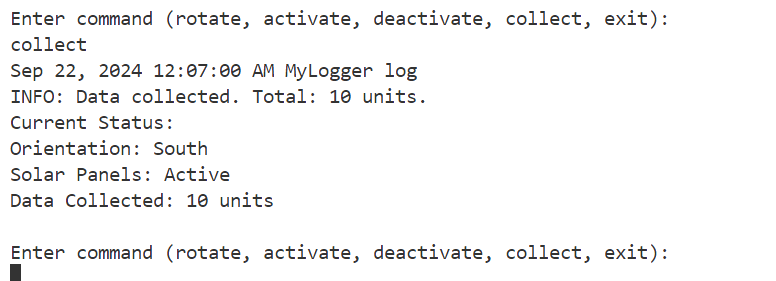 Enter command (rotate, activate, deactivate, collect, exit):
collect
Sep 22, 2024 12:07:00 AM MyLogger log
INFO: Data collected. Total: 10 units.
Current Status:
Orientation: South
Solar Panels: Active
Data Collected: 10 units
Enter command (rotate, activate, deactivate, collect, exit):